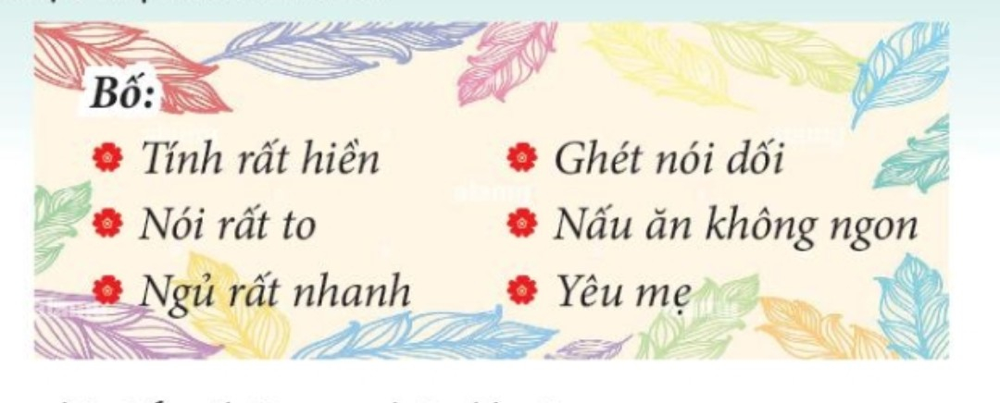 Bố:
Tính rất hiền
Nói rất to
Ngủ rất nhanh
Ghét nói dối
Nấu ăn không ngon
Yêu mẹ